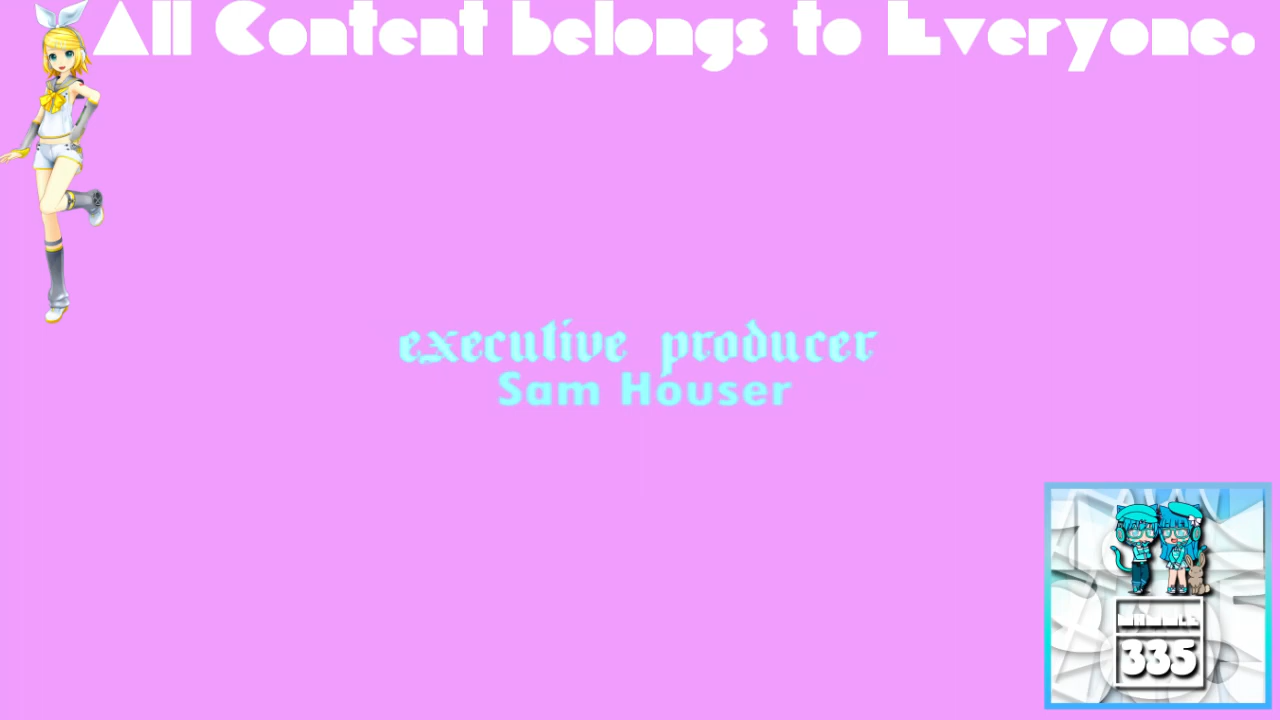 All Content belongs to Everyone.
executive producer
Sam Houser
335